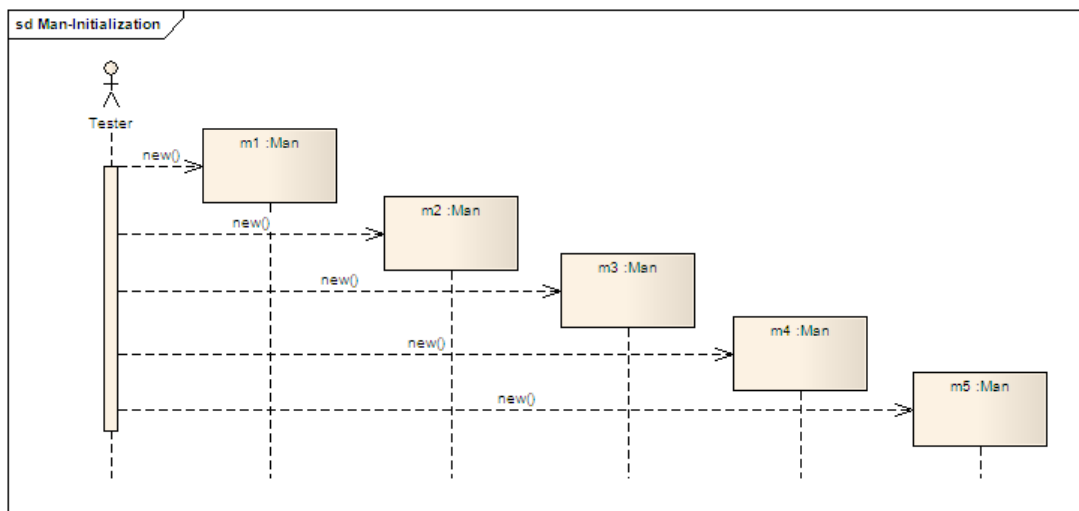 sd Man-Initialization
Tester
new()
m1 :Man
new()
m2 :Man
new()
m3 :Man
new()
m4 :Man
new()
m5 :Man